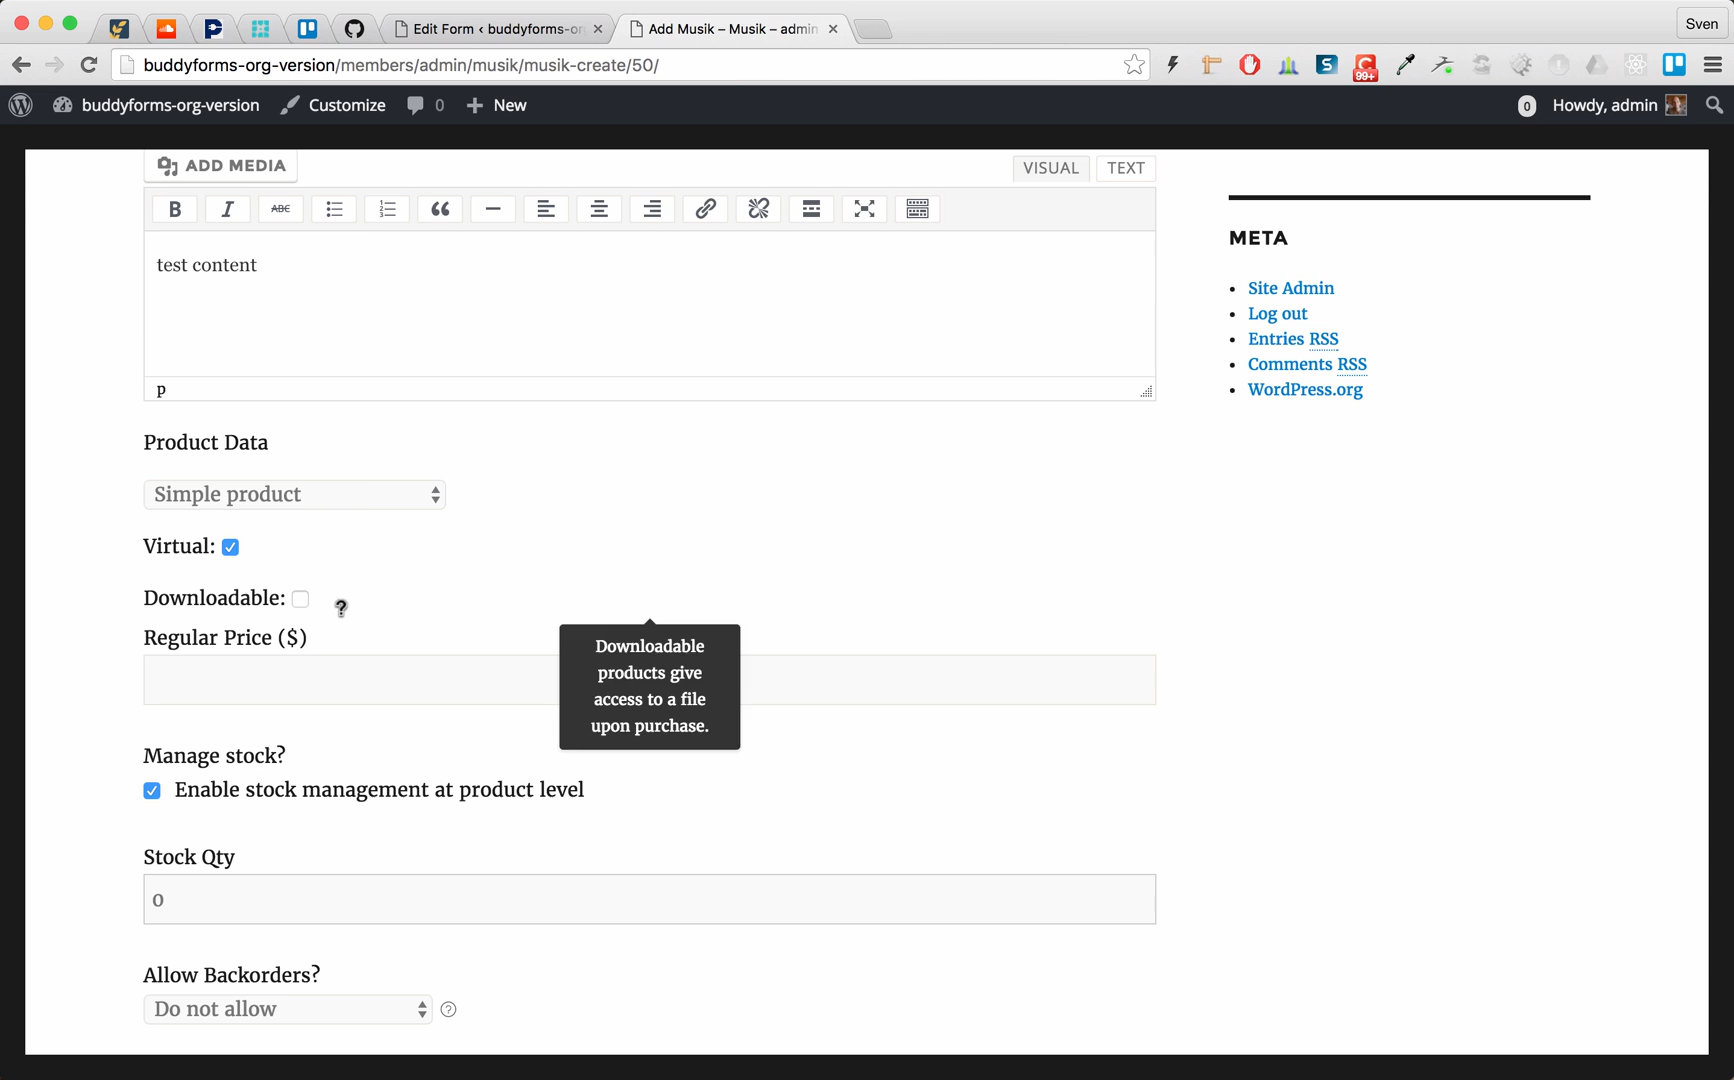 Edit Form ‹ buddyforms-or
Add Musik – Musik – admin
Sven
buddyforms-org-version/members/admin/musik/musik-create/50/
99+
buddyforms-org-version
Customize
0
New
0
Howdy, admin
ADD MEDIA
VISUAL
TEXT
B
I
ABC
test content
p
META
Site Admin
Log out
Entries RSS
Comments RSS
WordPress.org
Product Data
Simple product
Virtual:
Downloadable:
?
Regular Price ($)
Downloadable
products give
access to a file
upon purchase.
Manage stock?
Enable stock management at product level
Stock Qty
0
Allow Backorders?
Do not allow
?